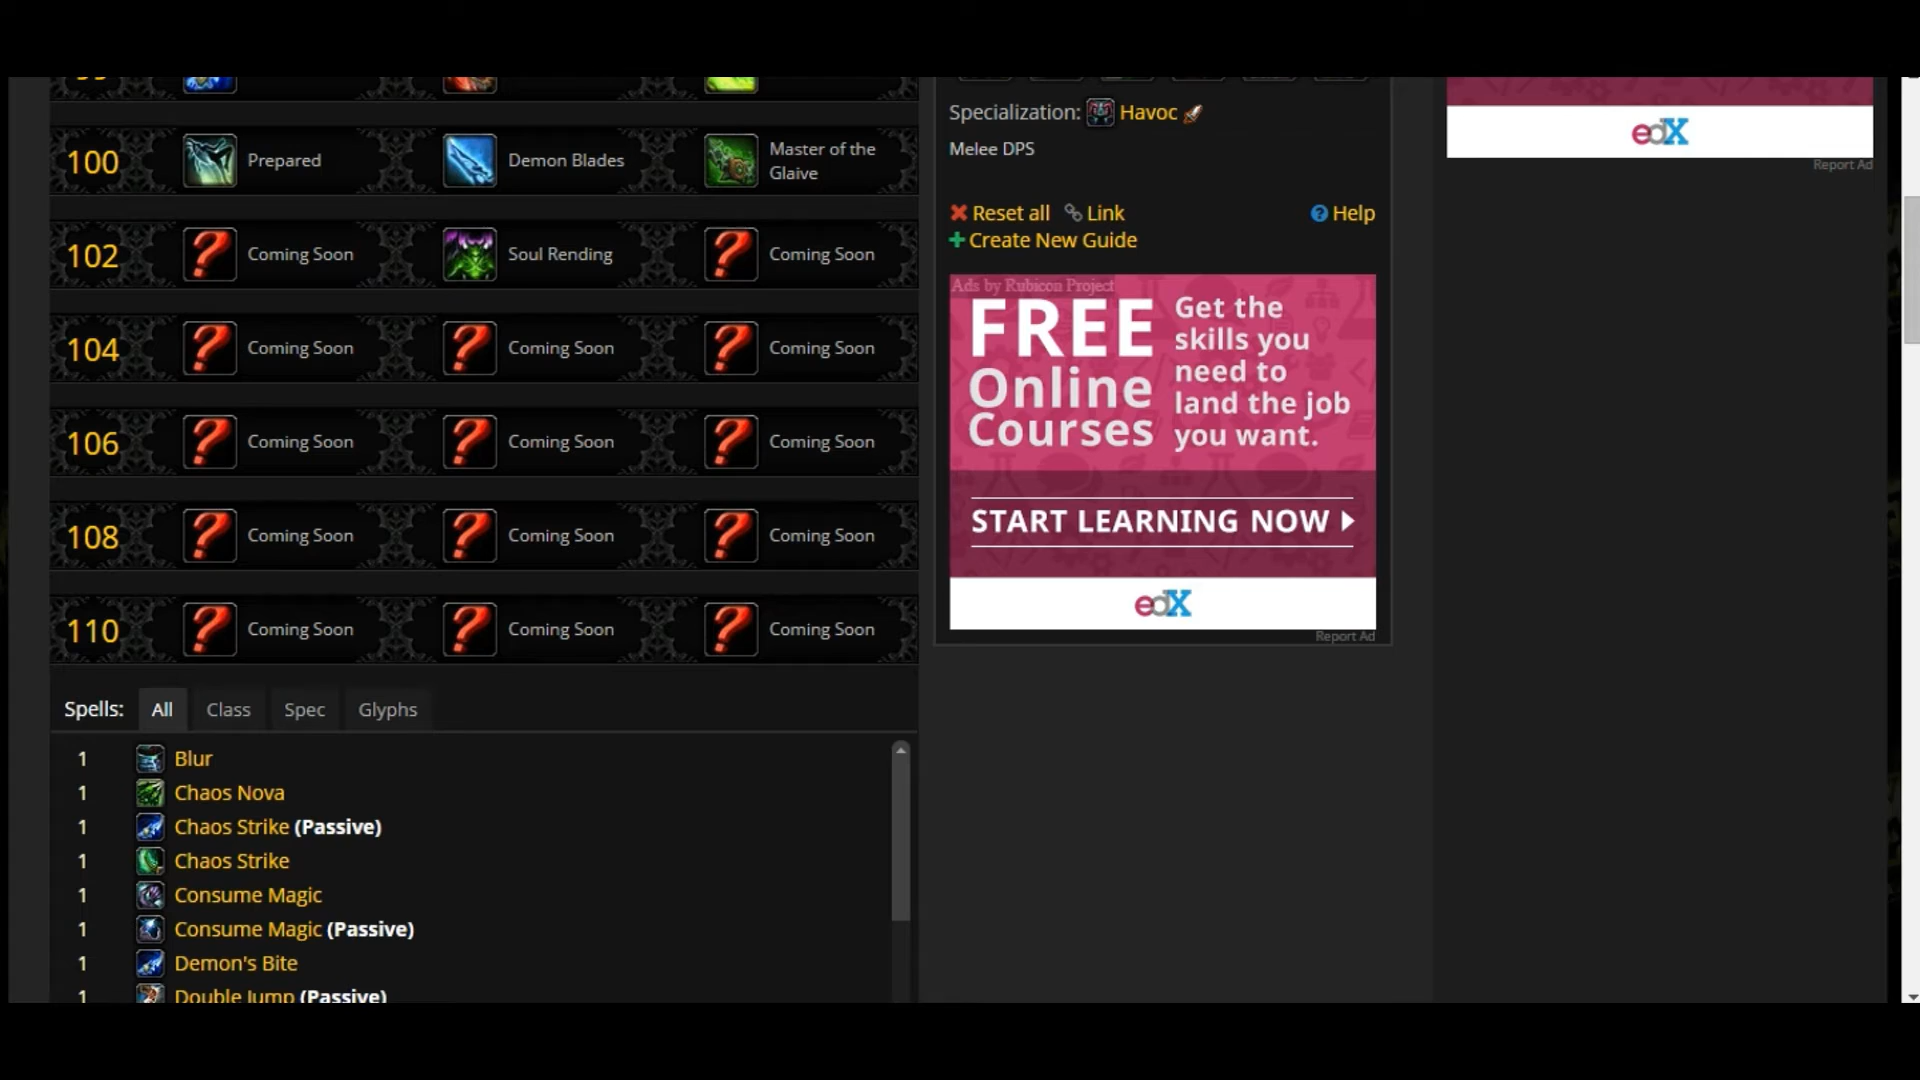 100 Prepared Demon Blades Master of the Glaive
102 Coming Soon Soul Rending Coming Soon
104 Coming Soon Coming Soon Coming Soon
106 Coming Soon Coming Soon Coming Soon
108 Coming Soon Coming Soon Coming Soon
110 Coming Soon Coming Soon Coming Soon
Spells: All Class Spec Glyphs
1 Blur
1 Chaos Nova
1 Chaos Strike (Passive)
1 Chaos Strike
1 Consume Magic
1 Consume Magic (Passive)
1 Demon's Bite
1 Double Jump (Passive)
Specialization: Havoc
Melee DPS
Reset all Link Help
Create New Guide
Ads by Rubicon Project
FREE
Online
Courses
Get the
skills you
need to
land the job
you want.
START LEARNING NOW
edX
Report Ad
edX
Report Ad